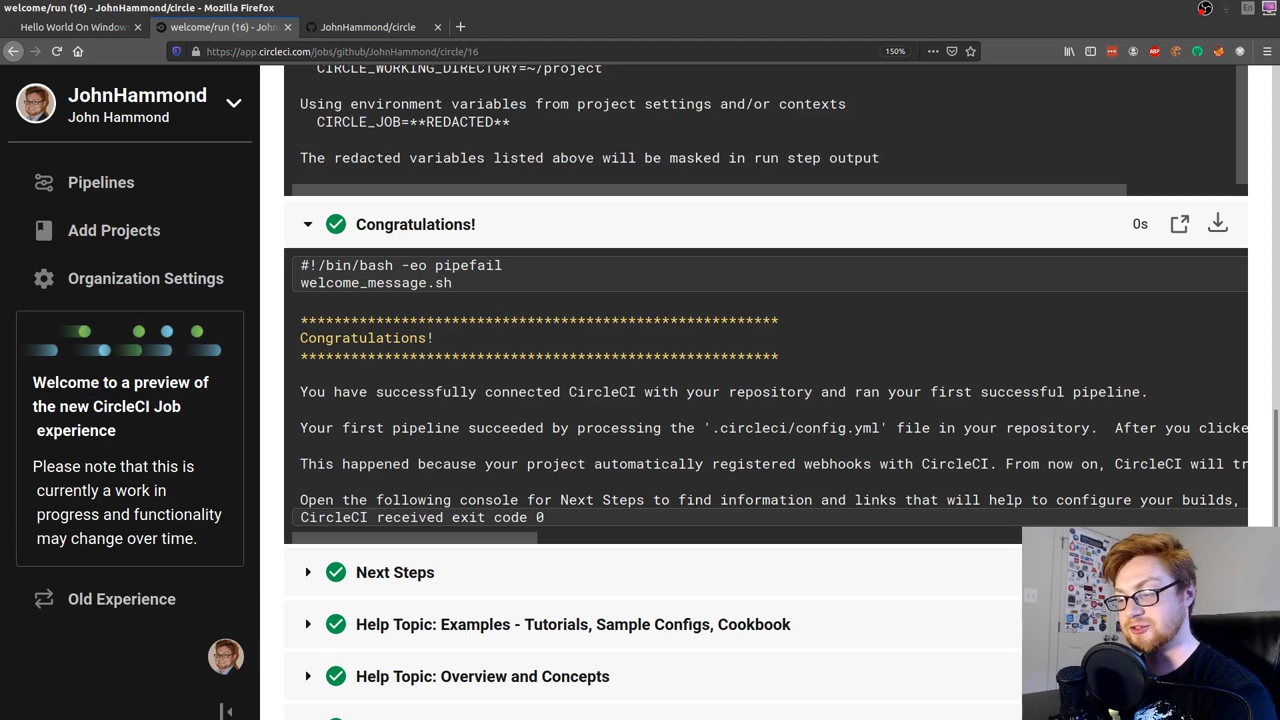 welcome/run (16) - JohnHammond/circle - Mozilla Firefox
En
Hello World On Window
welcome/run (16) - John
JohnHammond/circle
https://app.circleci.com/jobs/github/JohnHammond/circle/16
150%
ABP
JohnHammond
John Hammond
Pipelines
Add Projects
Organization Settings
Welcome to a preview of
the new CircleCI Job
experience
Please note that this is
currently a work in
progress and functionality
may change over time.
Old Experience
CIRCLE_WORKING_DIRECTORY=~/project
Using environment variables from project settings and/or contexts
CIRCLE_JOB=**REDACTED**
The redacted variables listed above will be masked in run step output
Congratulations!
0s
#!/bin/bash -eo pipefail
welcome_message.sh
*********************************************************
Congratulations!
*********************************************************
You have successfully connected CircleCI with your repository and ran your first successful pipeline.
Your first pipeline succeeded by processing the '.circleci/config.yml' file in your repository.  After you clicke
This happened because your project automatically registered webhooks with CircleCI. From now on, CircleCI will tr
Open the following console for Next Steps to find information and links that will help to configure your builds,
CircleCI received exit code 0
Next Steps
Help Topic: Examples - Tutorials, Sample Configs, Cookbook
Help Topic: Overview and Concepts